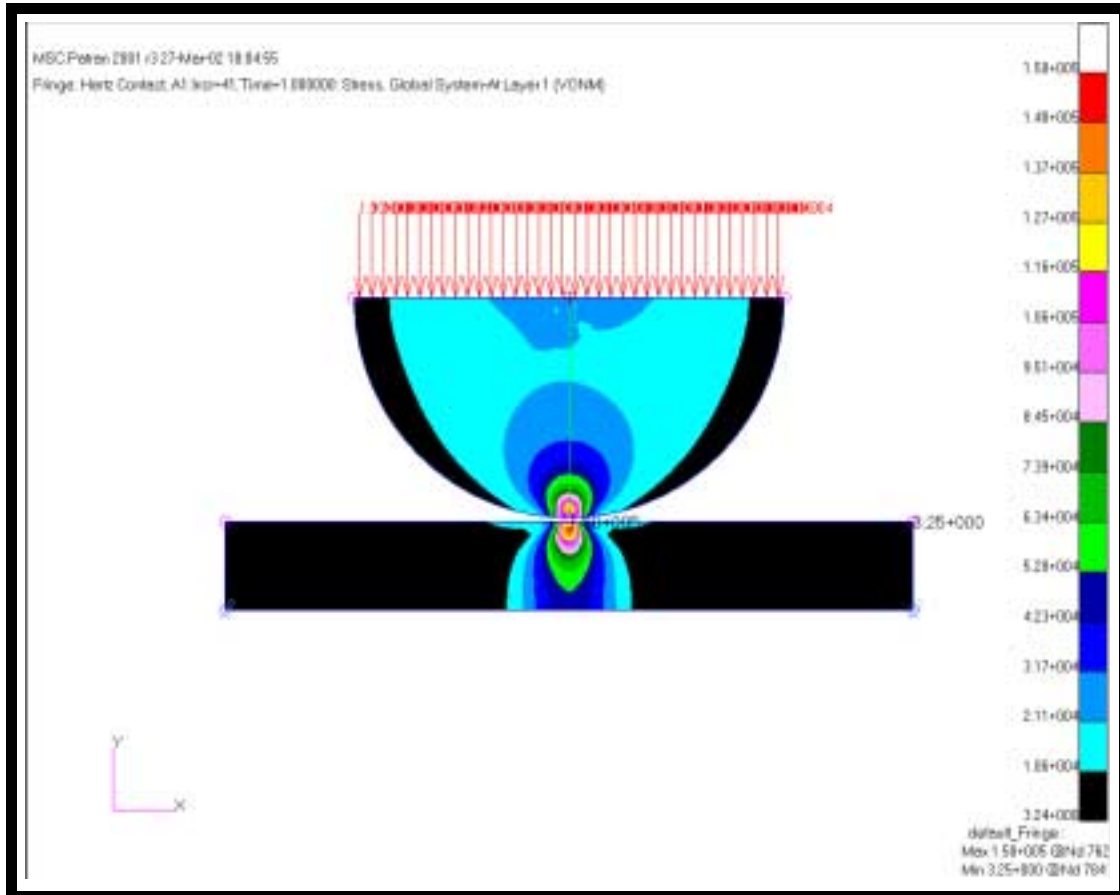 MSC.Patran 2001 r3 27-Mar-02 18:04:55
Fringe: Hertz Contact, A1:Incr=41, Time=1.000000: Stress, Global System-At Layer 1 (VONM)
1.58+005
1.48+005
1.37+005
1.27+005
1.16+005
1.06+005
9.51+004
8.45+004
7.39+004
6.34+004
5.28+004
4.23+004
3.17+004
2.11+004
1.06+004
3.24+000
3.25+000
Y
X
default_Fringe :
Max 1.58+005 @Nd 762
Min 3.25+000 @Nd 784